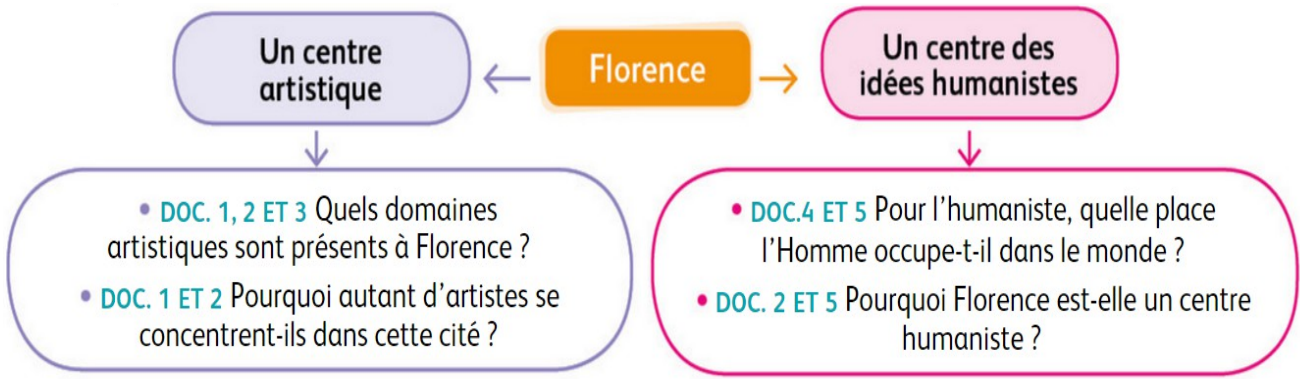 Un centre
artistique
Florence
Un centre des
idées humanistes
• DOC. 1, 2 ET 3 Quels domaines
artistiques sont présents à Florence ?
• DOC. 1 ET 2 Pourquoi autant d’artistes se
concentrent-ils dans cette cité ?
• DOC.4 ET 5 Pour l’humaniste, quelle place
l’Homme occupe-t-il dans le monde ?
• DOC. 2 ET 5 Pourquoi Florence est-elle un centre
humaniste ?